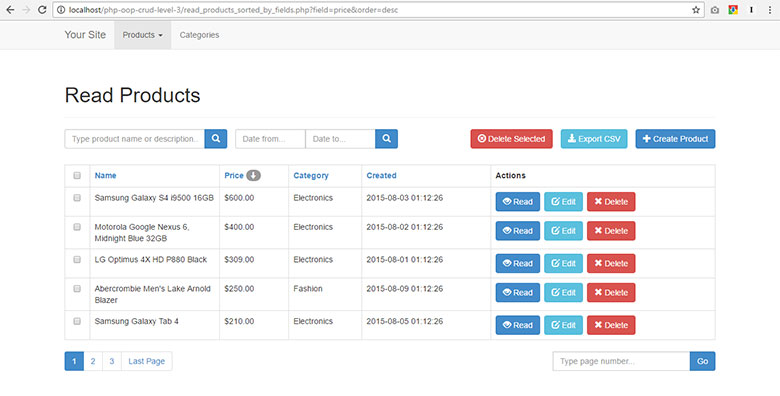 localhost/php-oop-crud-level-3/read_products_sorted_by_fields.php?field=price&order=desc
Your Site Products Categories
Read Products
Type product name or description... Date from... Date to... Delete Selected Export CSV Create Product
Name Price Category Created Actions
Samsung Galaxy S4 i9500 16GB $600.00 Electronics 2015-08-03 01:12:26 Read Edit Delete
Motorola Google Nexus 6, $400.00 Electronics 2015-08-02 01:12:26 Read Edit Delete
Midnight Blue 32GB
LG Optimus 4X HD P880 Black $309.00 Electronics 2015-08-01 01:12:26 Read Edit Delete
Abercrombie Men's Lake Arnold $250.00 Fashion 2015-08-09 01:12:26 Read Edit Delete
Blazer
Samsung Galaxy Tab 4 $210.00 Electronics 2015-08-05 01:12:26 Read Edit Delete
1 2 3 Last Page Type page number... Go